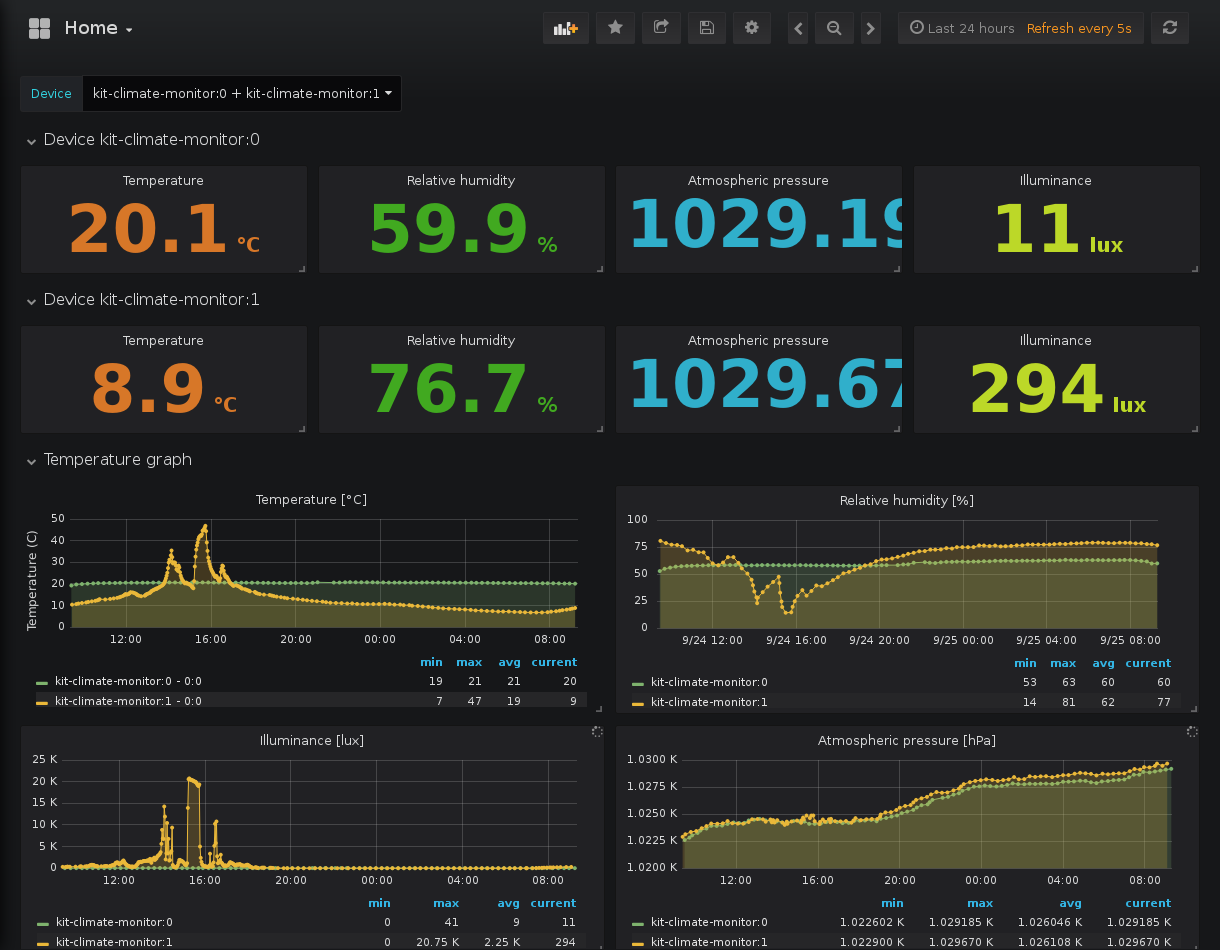 Home
Last 24 hours Refresh every 5s
Device kit-climate-monitor:0 + kit-climate-monitor:1
Device kit-climate-monitor:0
Temperature Relative humidity Atmospheric pressure Illuminance
20.1 °C 59.9 % 1029.19 11 lux
Device kit-climate-monitor:1
Temperature Relative humidity Atmospheric pressure Illuminance
8.9 °C 76.7 % 1029.67 294 lux
Temperature graph
Temperature [°C]
Temperature (C)
50
40
30
20
10
0
12:00 16:00 20:00 00:00 04:00 08:00
min max avg current
kit-climate-monitor:0 - 0:0 19 21 21 20
kit-climate-monitor:1 - 0:0 7 47 19 9
Relative humidity [%]
100
75
50
25
0
9/24 12:00 9/24 16:00 9/24 20:00 9/25 00:00 9/25 04:00 9/25 08:00
min max avg current
kit-climate-monitor:0 53 63 60 60
kit-climate-monitor:1 14 81 62 77
Illuminance [lux]
25 K
20 K
15 K
10 K
5 K
0
12:00 16:00 20:00 00:00 04:00 08:00
min max avg current
kit-climate-monitor:0 0 41 9 11
kit-climate-monitor:1 0 20.75 K 2.25 K 294
Atmospheric pressure [hPa]
1.0300 K
1.0275 K
1.0250 K
1.0225 K
1.0200 K
12:00 16:00 20:00 00:00 04:00 08:00
min max avg current
kit-climate-monitor:0 1.022602 K 1.029185 K 1.026046 K 1.029185 K
kit-climate-monitor:1 1.022900 K 1.029670 K 1.026108 K 1.029670 K